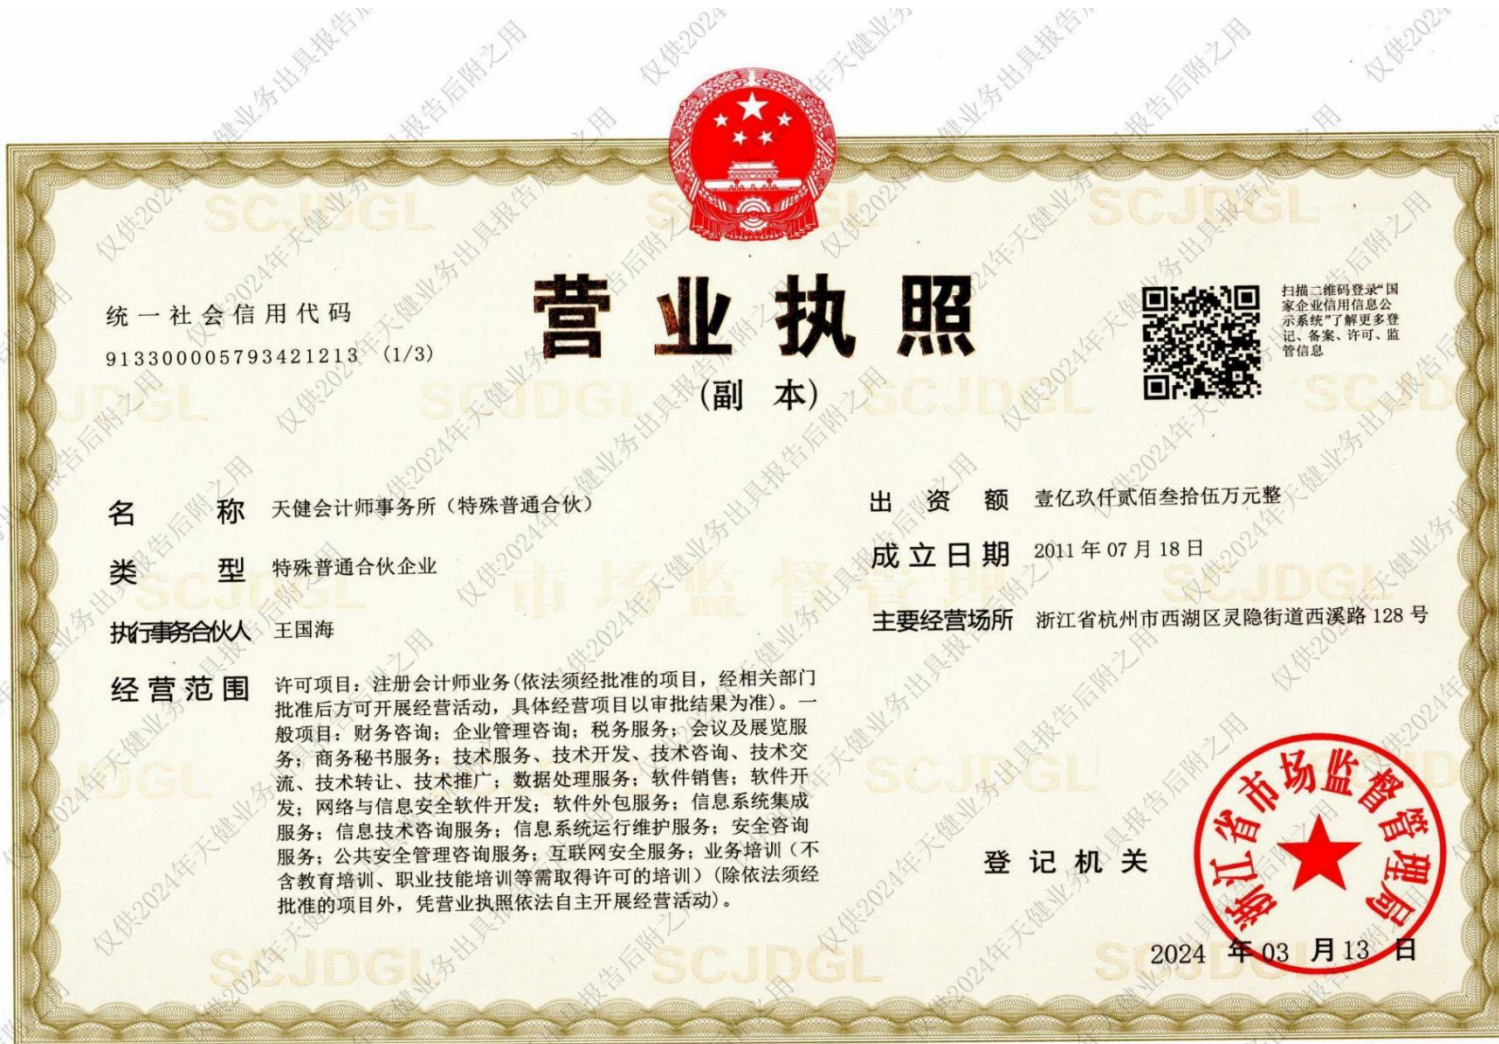 统一社会信用代码
913300005793421213 (1/3)
营业执照
(副 本)
扫描二维码登录“国
家企业信用信息公
示系统”了解更多登
记、备案、许可、监
管信息
名 称 天健会计师事务所（特殊普通合伙）
类 型 特殊普通合伙企业
执行事务合伙人 王国海
经营范围 许可项目：注册会计师业务(依法须经批准的项目，经相关部门
批准后方可开展经营活动，具体经营项目以审批结果为准)。一
般项目：财务咨询；企业管理咨询；税务服务；会议及展览服
务；商务秘书服务；技术服务、技术开发、技术咨询、技术交
流、技术转让、技术推广；数据处理服务；软件销售；软件开
发；网络与信息安全软件开发；软件外包服务；信息系统集成
服务；信息技术咨询服务；信息系统运行维护服务；安全咨询
服务；公共安全管理咨询服务；互联网安全服务；业务培训（不
含教育培训、职业技能培训等需取得许可的培训）(除依法须经
批准的项目外，凭营业执照依法自主开展经营活动)。
出 资 额 壹亿玖仟贰佰叁拾伍万元整
成立日期 2011 年 07 月 18 日
主要经营场所 浙江省杭州市西湖区灵隐街道西溪路 128 号
登记机关
浙江省市场监督管理局
2024 年 03 月 13 日
SCJDGL
市场监督管理
仅供2024年天健业务出具报告后附之用